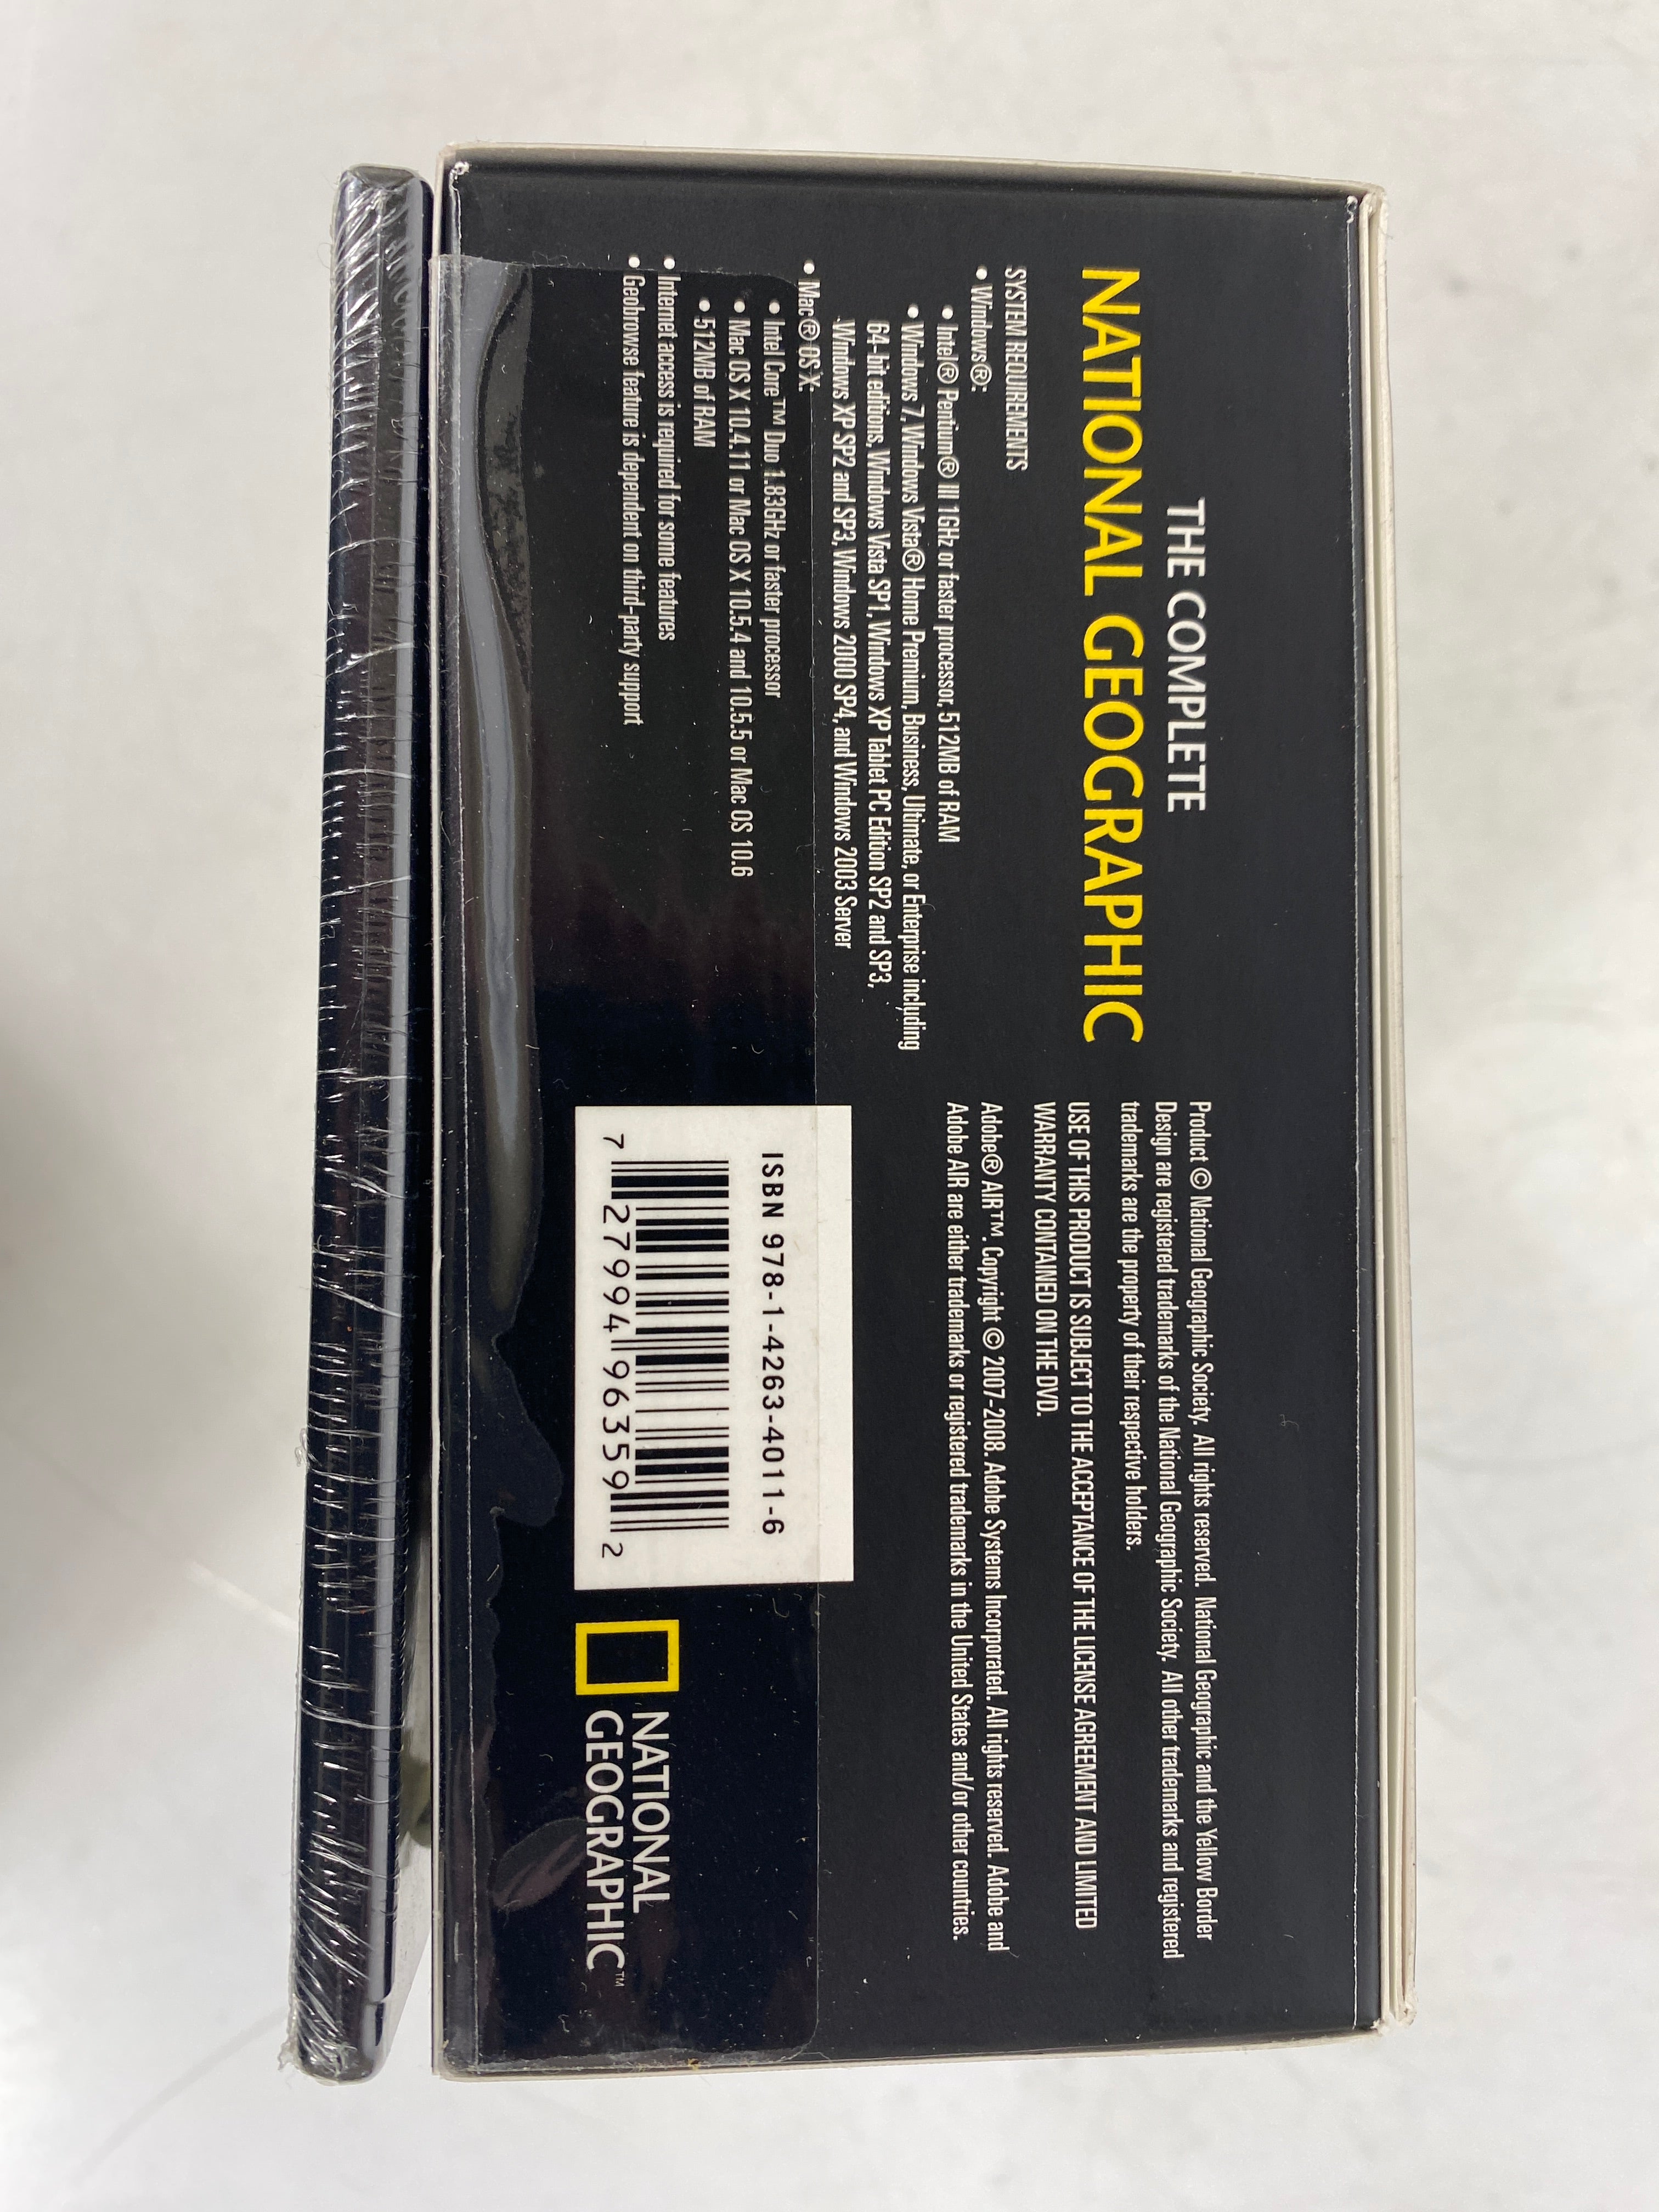 THE COMPLETE
NATIONAL GEOGRAPHIC
SYSTEM REQUIREMENTS
• Windows®:
• Intel® Pentium® III 1GHz or faster processor, 512MB of RAM
• Windows 7, Windows Vista® Home Premium, Business, Ultimate, or Enterprise including
64-bit editions, Windows Vista SP1, Windows XP Tablet PC Edition SP2 and SP3,
Windows XP SP2 and SP3, Windows 2000 SP4, and Windows 2003 Server
• Mac® OS X:
• Intel Core™ Duo 1.83GHz or faster processor
• Mac OS X 10.4.11 or Mac OS X 10.5.4 and 10.5.5 or Mac OS 10.6
• 512MB of RAM
• Internet access is required for some features
• Geobrowse feature is dependent on third-party support
Product © National Geographic Society. All rights reserved. National Geographic and the Yellow Border
Design are registered trademarks of the National Geographic Society. All other trademarks and registered
trademarks are the property of their respective holders.
USE OF THIS PRODUCT IS SUBJECT TO THE ACCEPTANCE OF THE LICENSE AGREEMENT AND LIMITED
WARRANTY CONTAINED ON THE DVD.
Adobe® AIR™. Copyright © 2007-2008. Adobe Systems Incorporated. All rights reserved. Adobe and
Adobe AIR are either trademarks or registered trademarks in the United States and/or other countries.
ISBN 978-1-4263-4011-6
7 27994 96359 2
NATIONAL
GEOGRAPHIC™